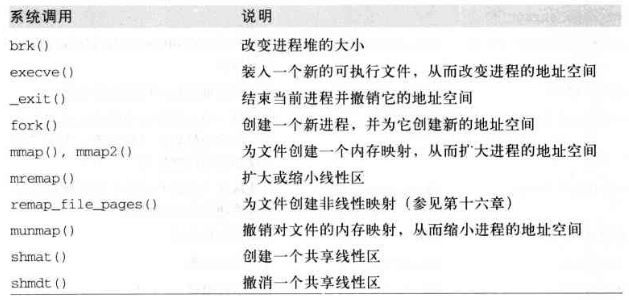 系统调用 说明
brk() 改变进程堆的大小
execve() 装入一个新的可执行文件，从而改变进程的地址空间
_exit() 结束当前进程并撤销它的地址空间
fork() 创建一个新进程，并为它创建新的地址空间
mmap(), mmap2() 为文件创建一个内存映射，从而扩大进程的地址空间
mremap() 扩大或缩小线性区
remap_file_pages() 为文件创建非线性映射（参见第十六章）
munmap() 撤销对文件的内存映射，从而缩小进程的地址空间
shmat() 创建一个共享线性区
shmdt() 撤消一个共享线性区